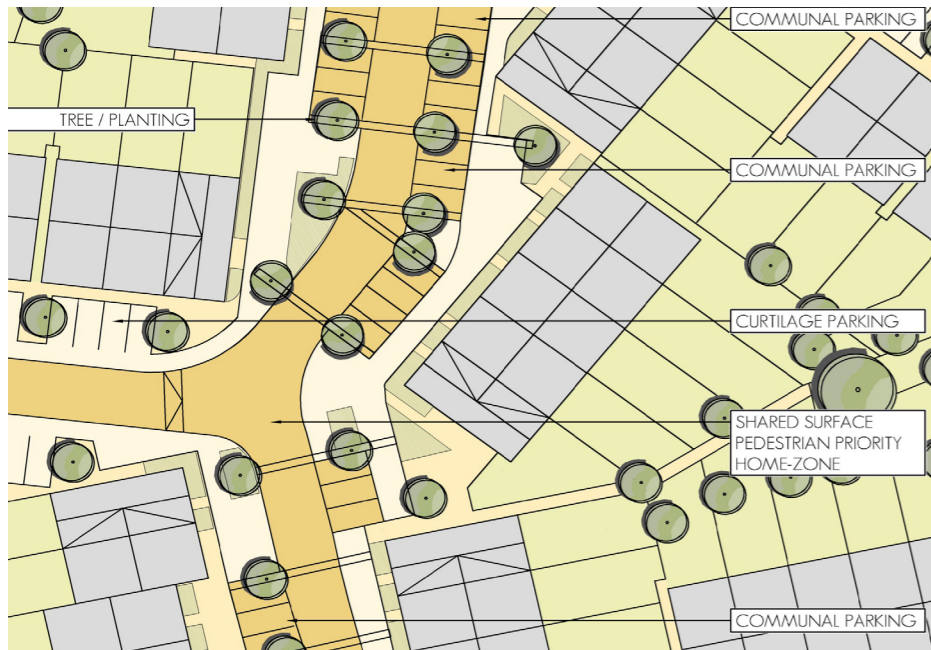 COMMUNAL PARKING
TREE / PLANTING
COMMUNAL PARKING
CURTILAGE PARKING
SHARED SURFACE
PEDESTRIAN PRIORITY
HOME-ZONE
COMMUNAL PARKING